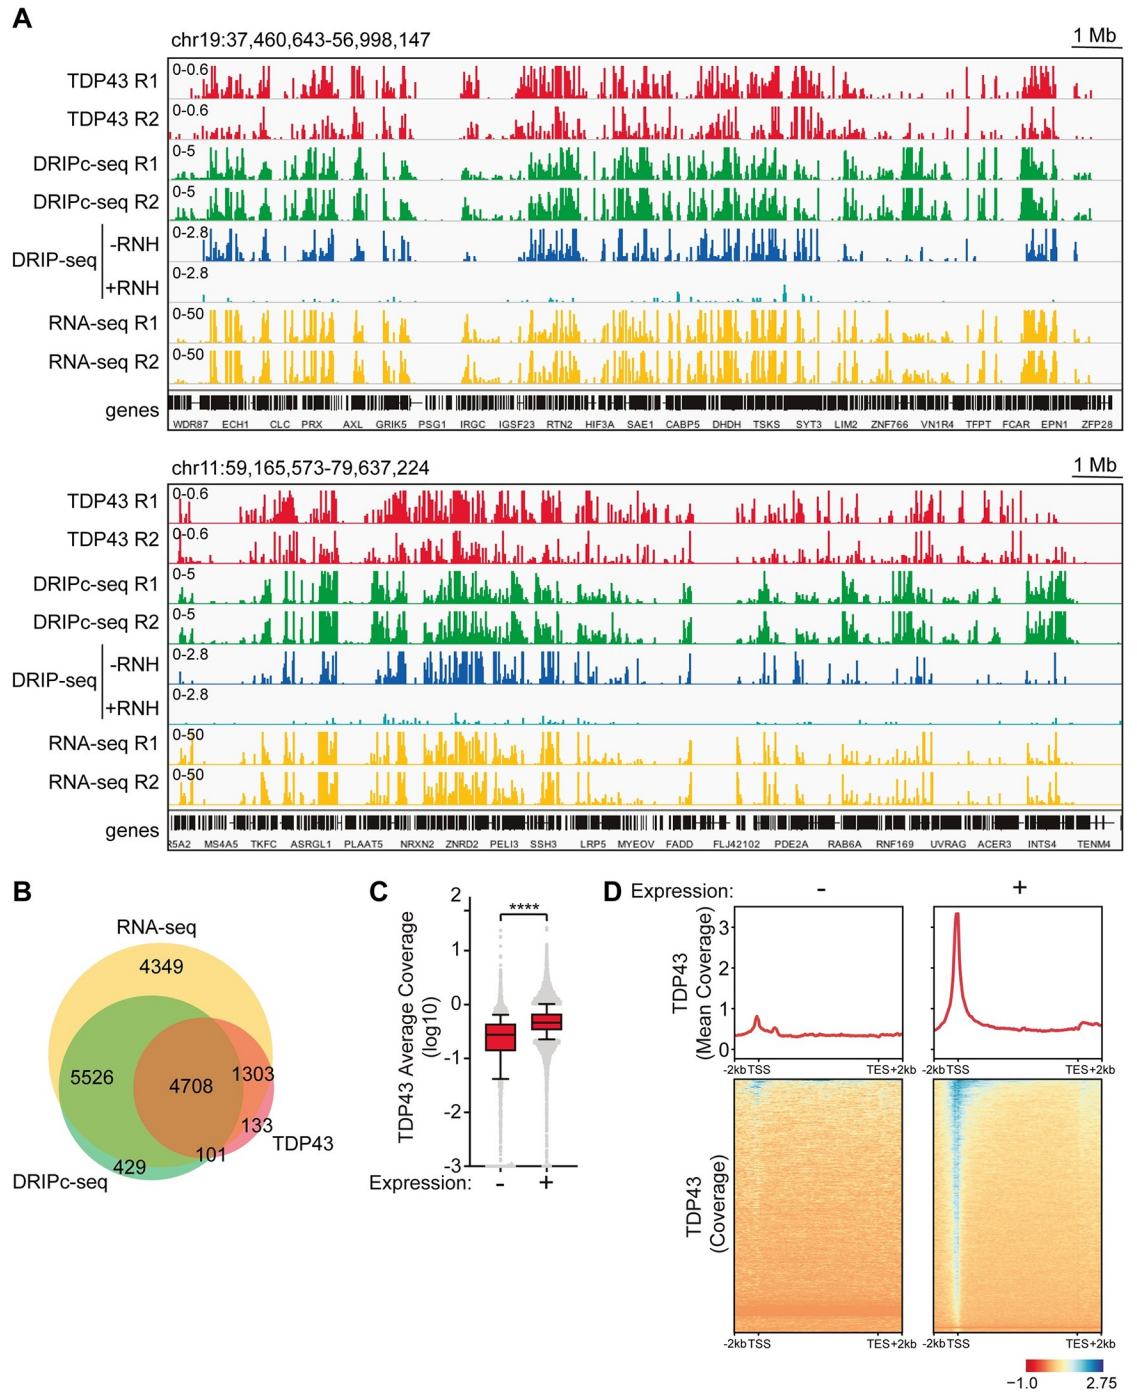 A
chr19:37,460,643-56,998,147
1 Mb
TDP43 R1
0-0.6
TDP43 R2
0-0.6
DRIPc-seq R1
0-5
DRIPc-seq R2
0-5
DRIP-seq
-RNH
0-2.8
+RNH
0-2.8
RNA-seq R1
0-50
RNA-seq R2
0-50
genes
WDR87 ECH1 CLC PRX AXL GRIK5 PSG1 IRGC IGSF23 RTN2 HIF3A SAE1 CABP5 DHDH TSKS SYT3 LIM2 ZNF766 VN1R4 TFPT FCAR EPN1 ZFP28
chr11:59,165,573-79,637,224
1 Mb
TDP43 R1
0-0.6
TDP43 R2
0-0.6
DRIPc-seq R1
0-5
DRIPc-seq R2
0-5
DRIP-seq
-RNH
0-2.8
+RNH
0-2.8
RNA-seq R1
0-50
RNA-seq R2
0-50
genes
R5A2 MS4A5 TKFC ASRGL1 PLAAT5 NRXN2 ZNRD2 PELI3 SSH3 LRP5 MYEOV FADD FLJ42102 PDE2A RAB6A RNF169 UVRAG ACER3 INTS4 TENM4
B
RNA-seq
4349
5526
4708
1303
133
TDP43
101
429
DRIPc-seq
C
TDP43 Average Coverage
(log10)
2
1
0
-1
-2
-3
****
Expression: - +
D
Expression: - +
TDP43
(Mean Coverage)
3
2
1
0
-2kb TSS TES+2kb -2kb TSS TES+2kb
TDP43
(Coverage)
-2kb TSS TES+2kb -2kb TSS TES+2kb
−1.0 2.75